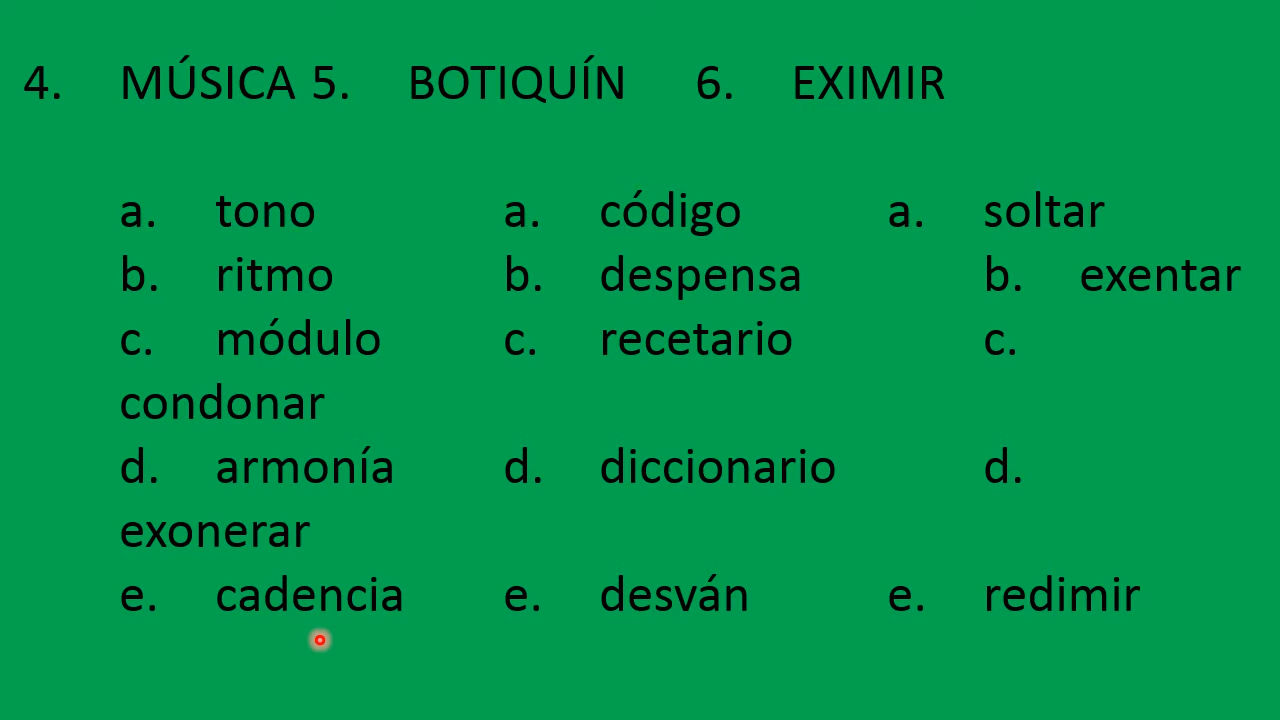 4. MÚSICA 5. BOTIQUÍN 6. EXIMIR
a. tono a. código a. soltar
b. ritmo b. despensa b. exentar
c. módulo c. recetario c.
condonar
d. armonía d. diccionario d.
exonerar
e. cadencia e. desván e. redimir